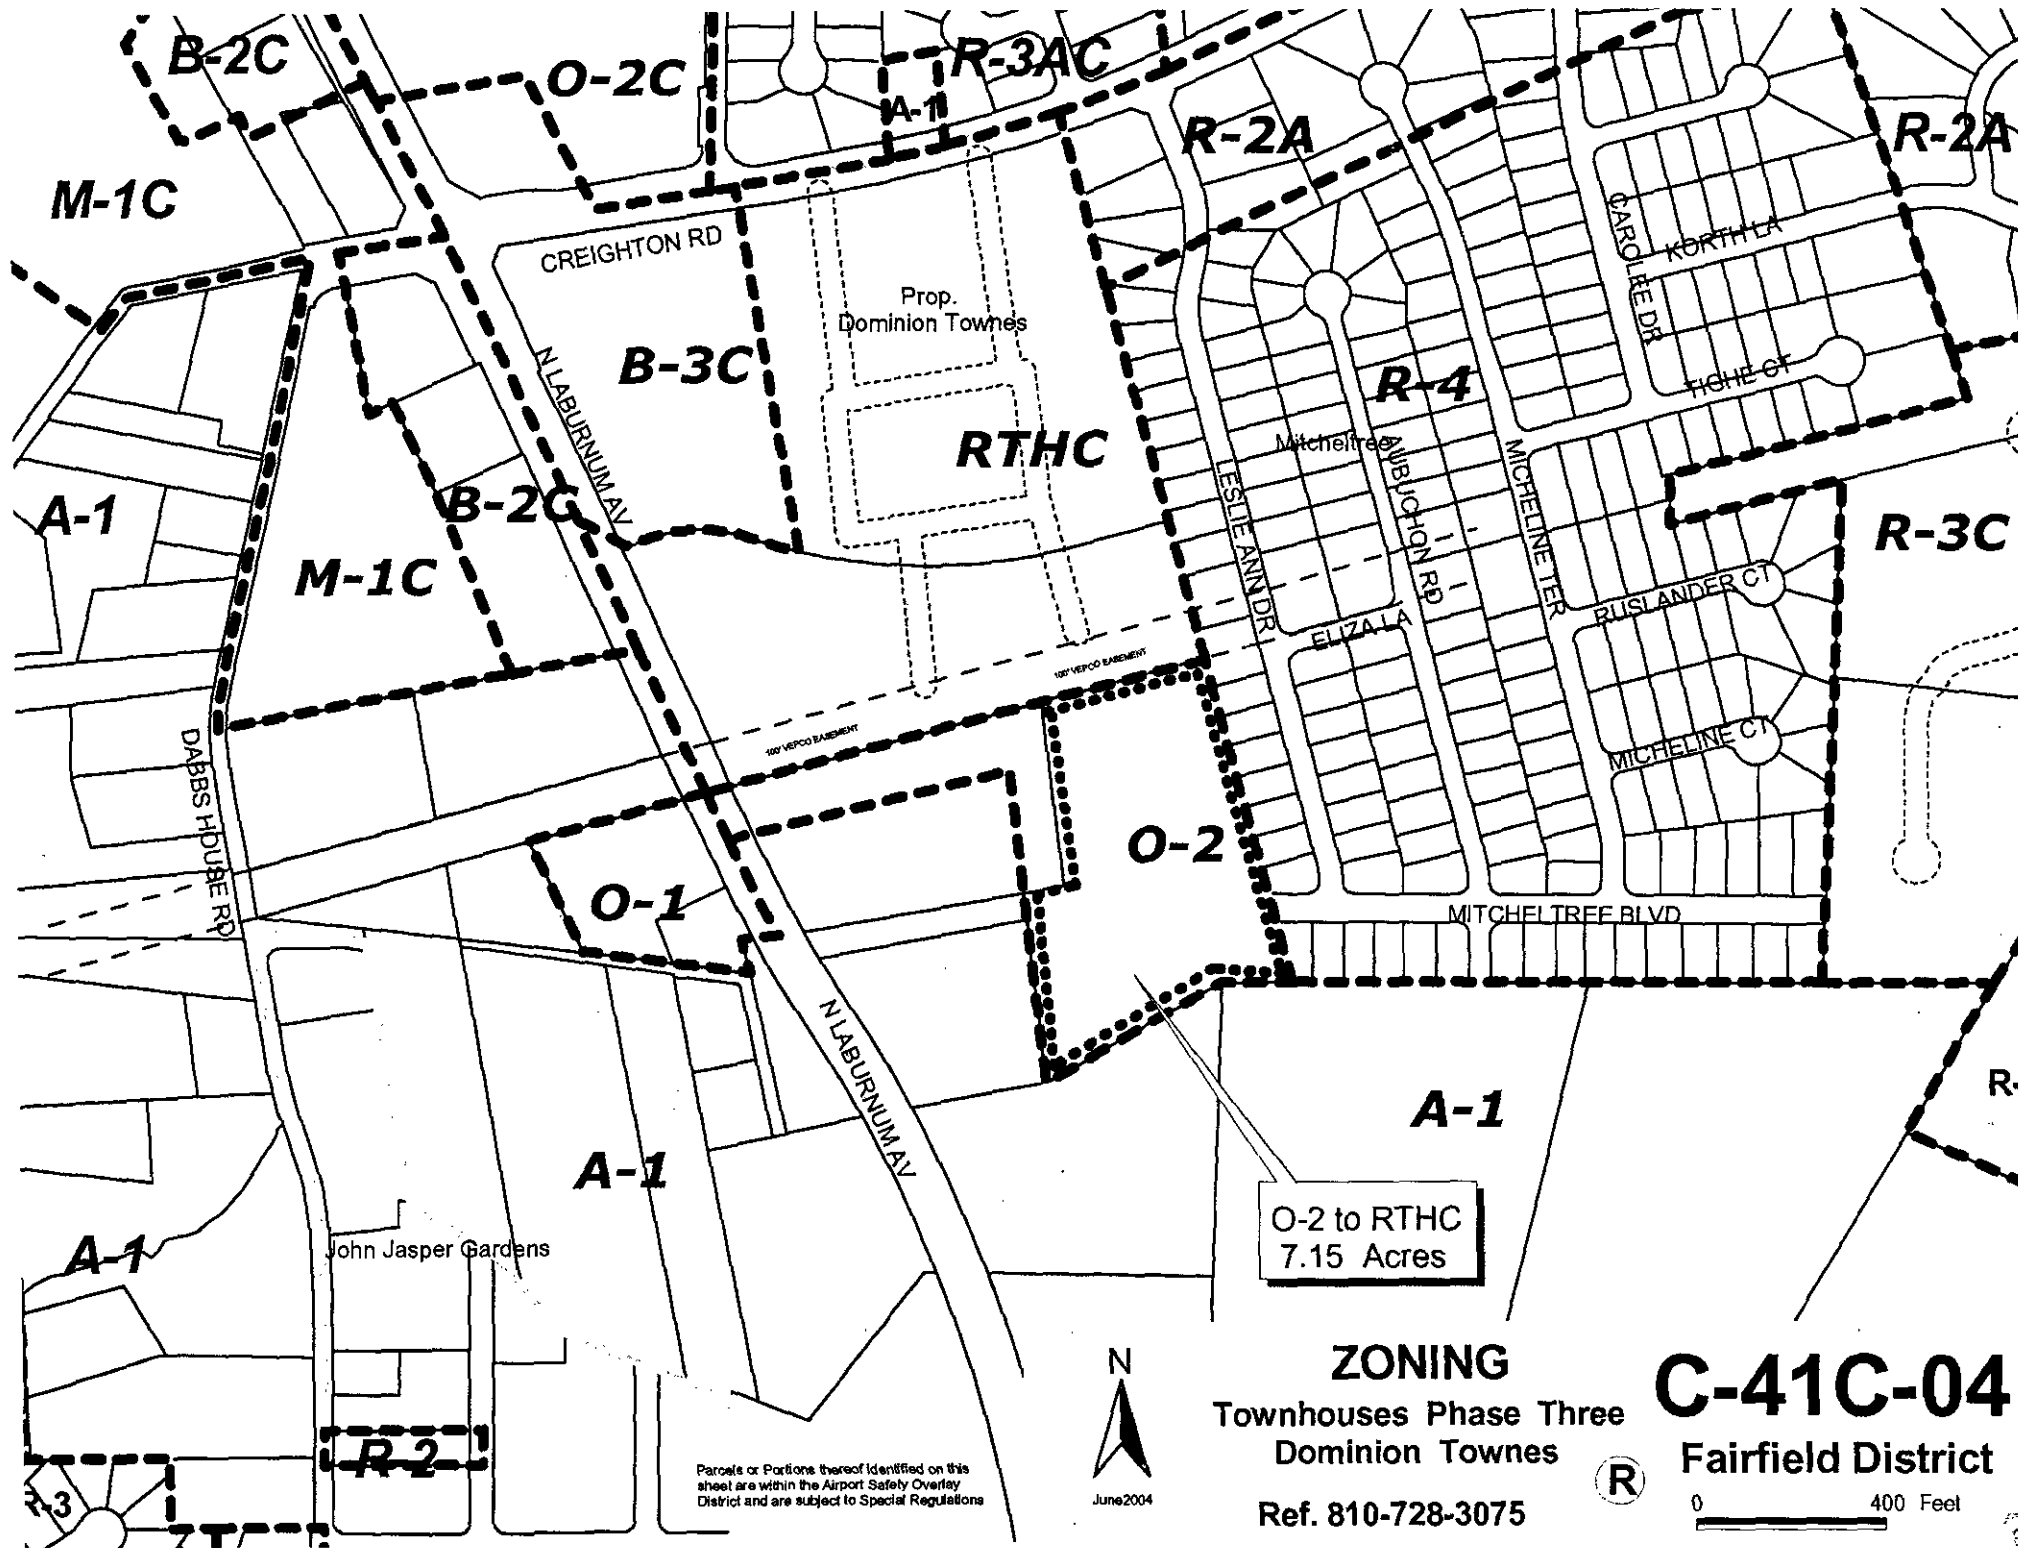 B-2C
O-2C
R-3AC
A-1
R-2A
R-2A
M-1C
CREIGHTON RD
CAROLEE DR
KORTH LA
Prop.
Dominion Townes
B-3C
N LABURNUM AV
R-4
TIGHE CT
RTHC
Mitcheltree
AUBUCHON RD
MICHELINE TER
LESLIE ANN DR
A-1
B-2C
M-1C
R-3C
RUSLANDER CT
ELIZA LA
100' VEPCO EASEMENT
100' VEPCO EASEMENT
MICHELINE CT
DABBS HOUSE RD
O-2
O-1
MITCHELTREE BLVD
N LABURNUM AV
R-
A-1
A-1
O-2 to RTHC
7.15 Acres
A-1
John Jasper Gardens
R-2
R-3
Parcels or Portions thereof identified on this
sheet are within the Airport Safety Overlay
District and are subject to Special Regulations
N
June2004
ZONING
Townhouses Phase Three
Dominion Townes
Ref. 810-728-3075
C-41C-04
Fairfield District
R
0 400 Feet